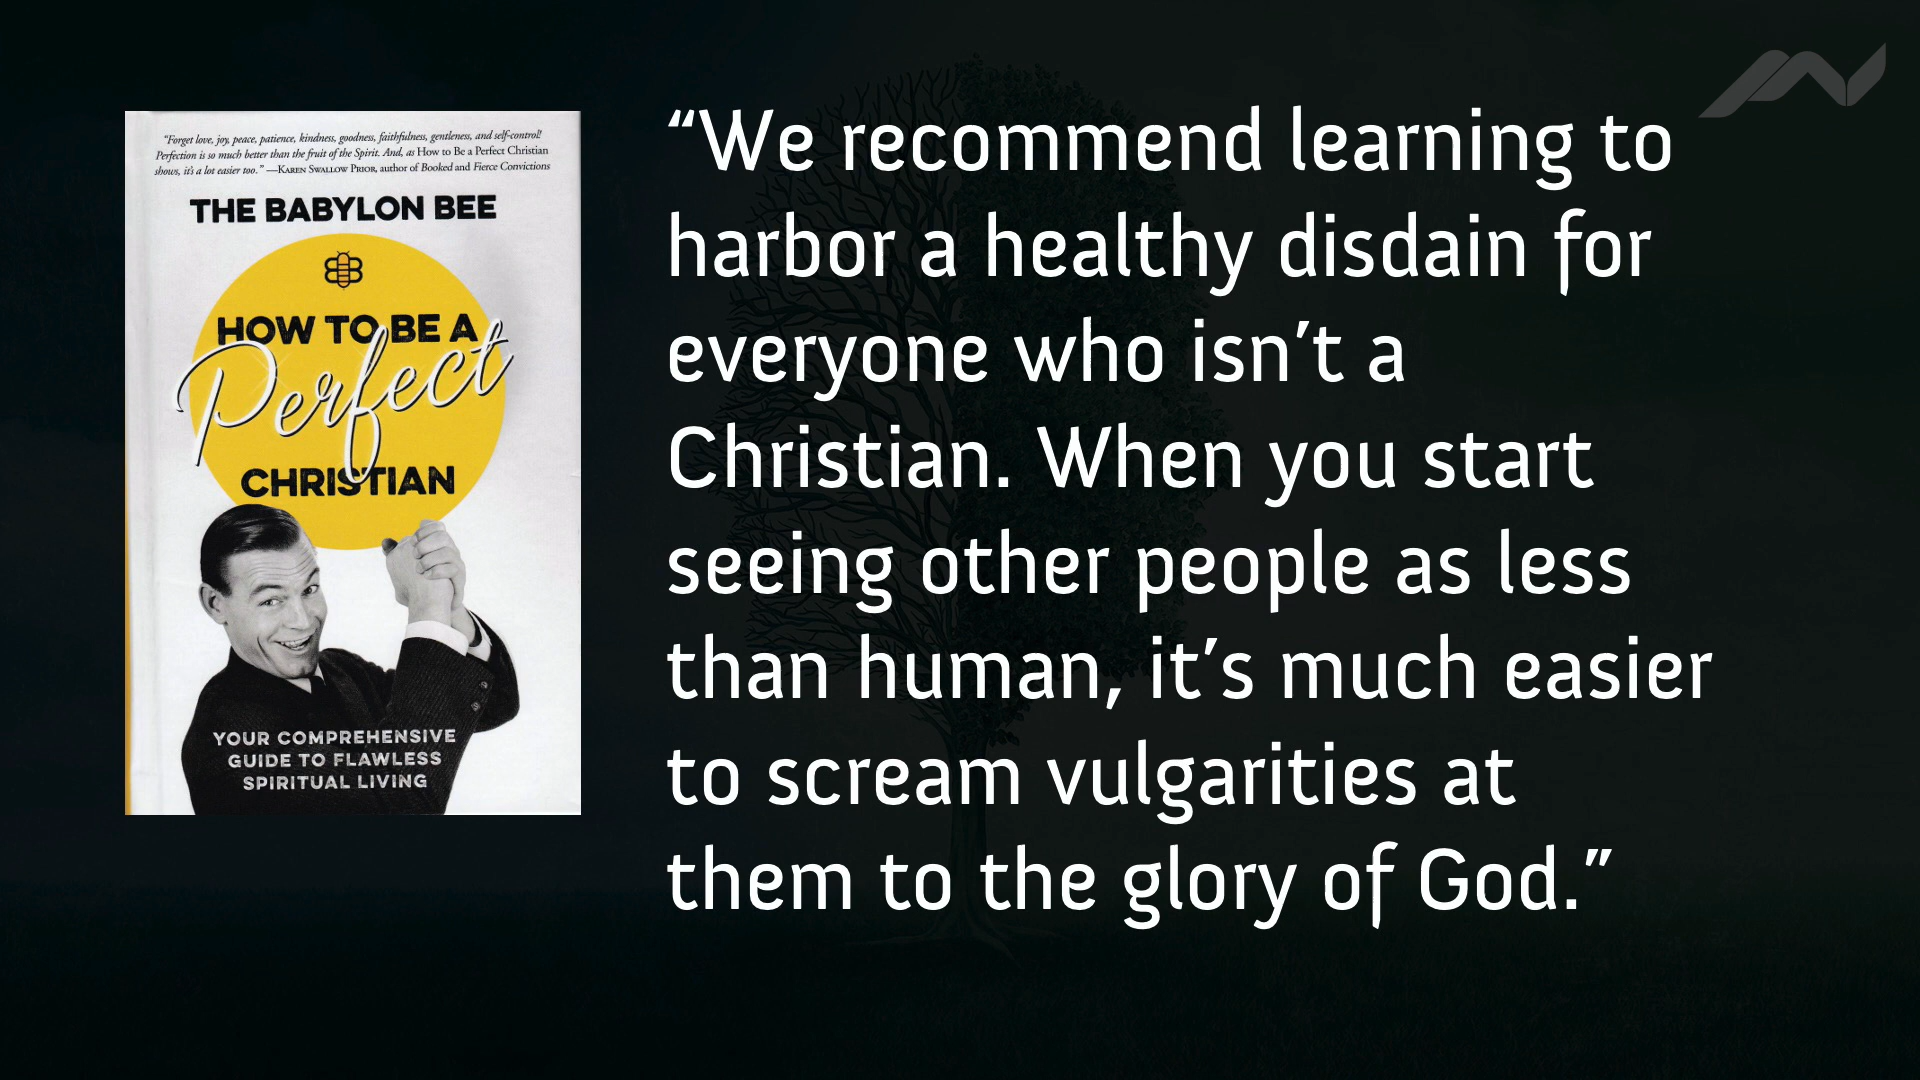 “Forget love, joy, peace, patience, kindness, goodness, faithfulness, gentleness, and self-control!
Perfection is so much better than the fruit of the Spirit. And, as How to Be a Perfect Christian
shows, it’s a lot easier too.” —KAREN SWALLOW PRIOR, author of Booked and Fierce Convictions
THE BABYLON BEE
HOW TO BE A
Perfect
CHRISTIAN
YOUR COMPREHENSIVE
GUIDE TO FLAWLESS
SPIRITUAL LIVING
“We recommend learning to
harbor a healthy disdain for
everyone who isn’t a
Christian. When you start
seeing other people as less
than human, it’s much easier
to scream vulgarities at
them to the glory of God.”